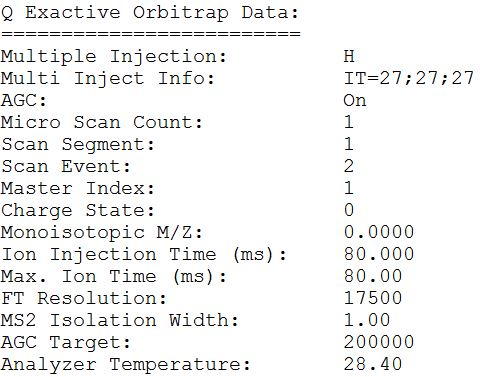 Q Exactive Orbitrap Data:
=========================
Multiple Injection: H
Multi Inject Info: IT=27;27;27
AGC: On
Micro Scan Count: 1
Scan Segment: 1
Scan Event: 2
Master Index: 1
Charge State: 0
Monoisotopic M/Z: 0.0000
Ion Injection Time (ms): 80.000
Max. Ion Time (ms): 80.00
FT Resolution: 17500
MS2 Isolation Width: 1.00
AGC Target: 200000
Analyzer Temperature: 28.40